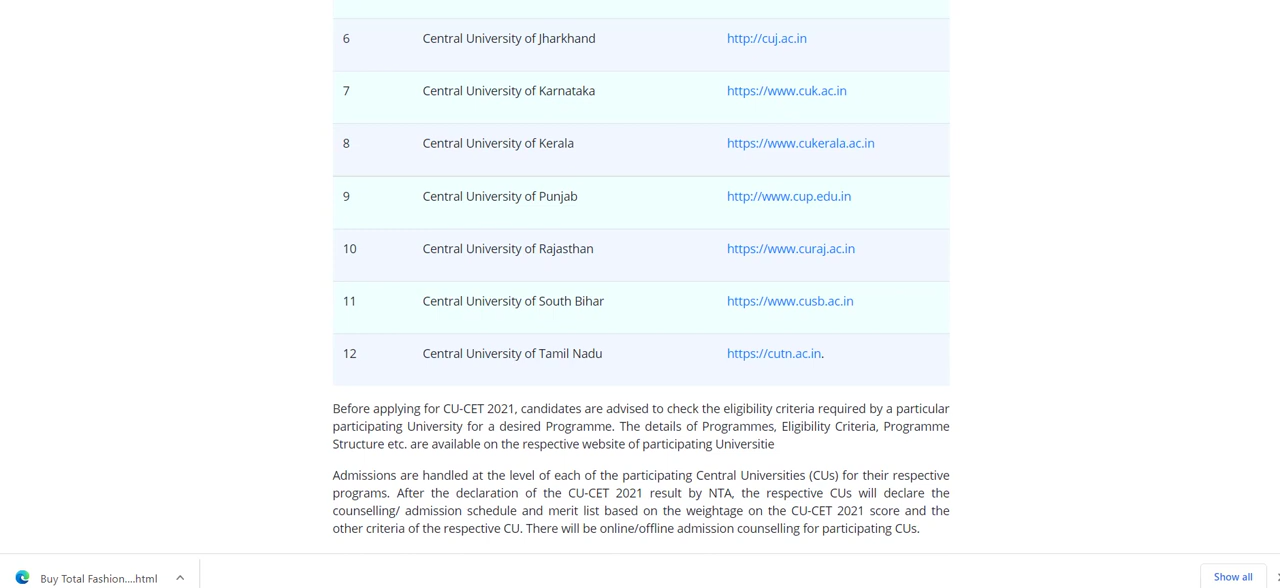 6 Central University of Jharkhand http://cuj.ac.in
7 Central University of Karnataka https://www.cuk.ac.in
8 Central University of Kerala https://www.cukerala.ac.in
9 Central University of Punjab http://www.cup.edu.in
10 Central University of Rajasthan https://www.curaj.ac.in
11 Central University of South Bihar https://www.cusb.ac.in
12 Central University of Tamil Nadu https://cutn.ac.in.
Before applying for CU-CET 2021, candidates are advised to check the eligibility criteria required by a particular
participating University for a desired Programme. The details of Programmes, Eligibility Criteria, Programme
Structure etc. are available on the respective website of participating Universitie
Admissions are handled at the level of each of the participating Central Universities (CUs) for their respective
programs. After the declaration of the CU-CET 2021 result by NTA, the respective CUs will declare the
counselling/ admission schedule and merit list based on the weightage on the CU-CET 2021 score and the
other criteria of the respective CU. There will be online/offline admission counselling for participating CUs.
Buy Total Fashion....html Show all